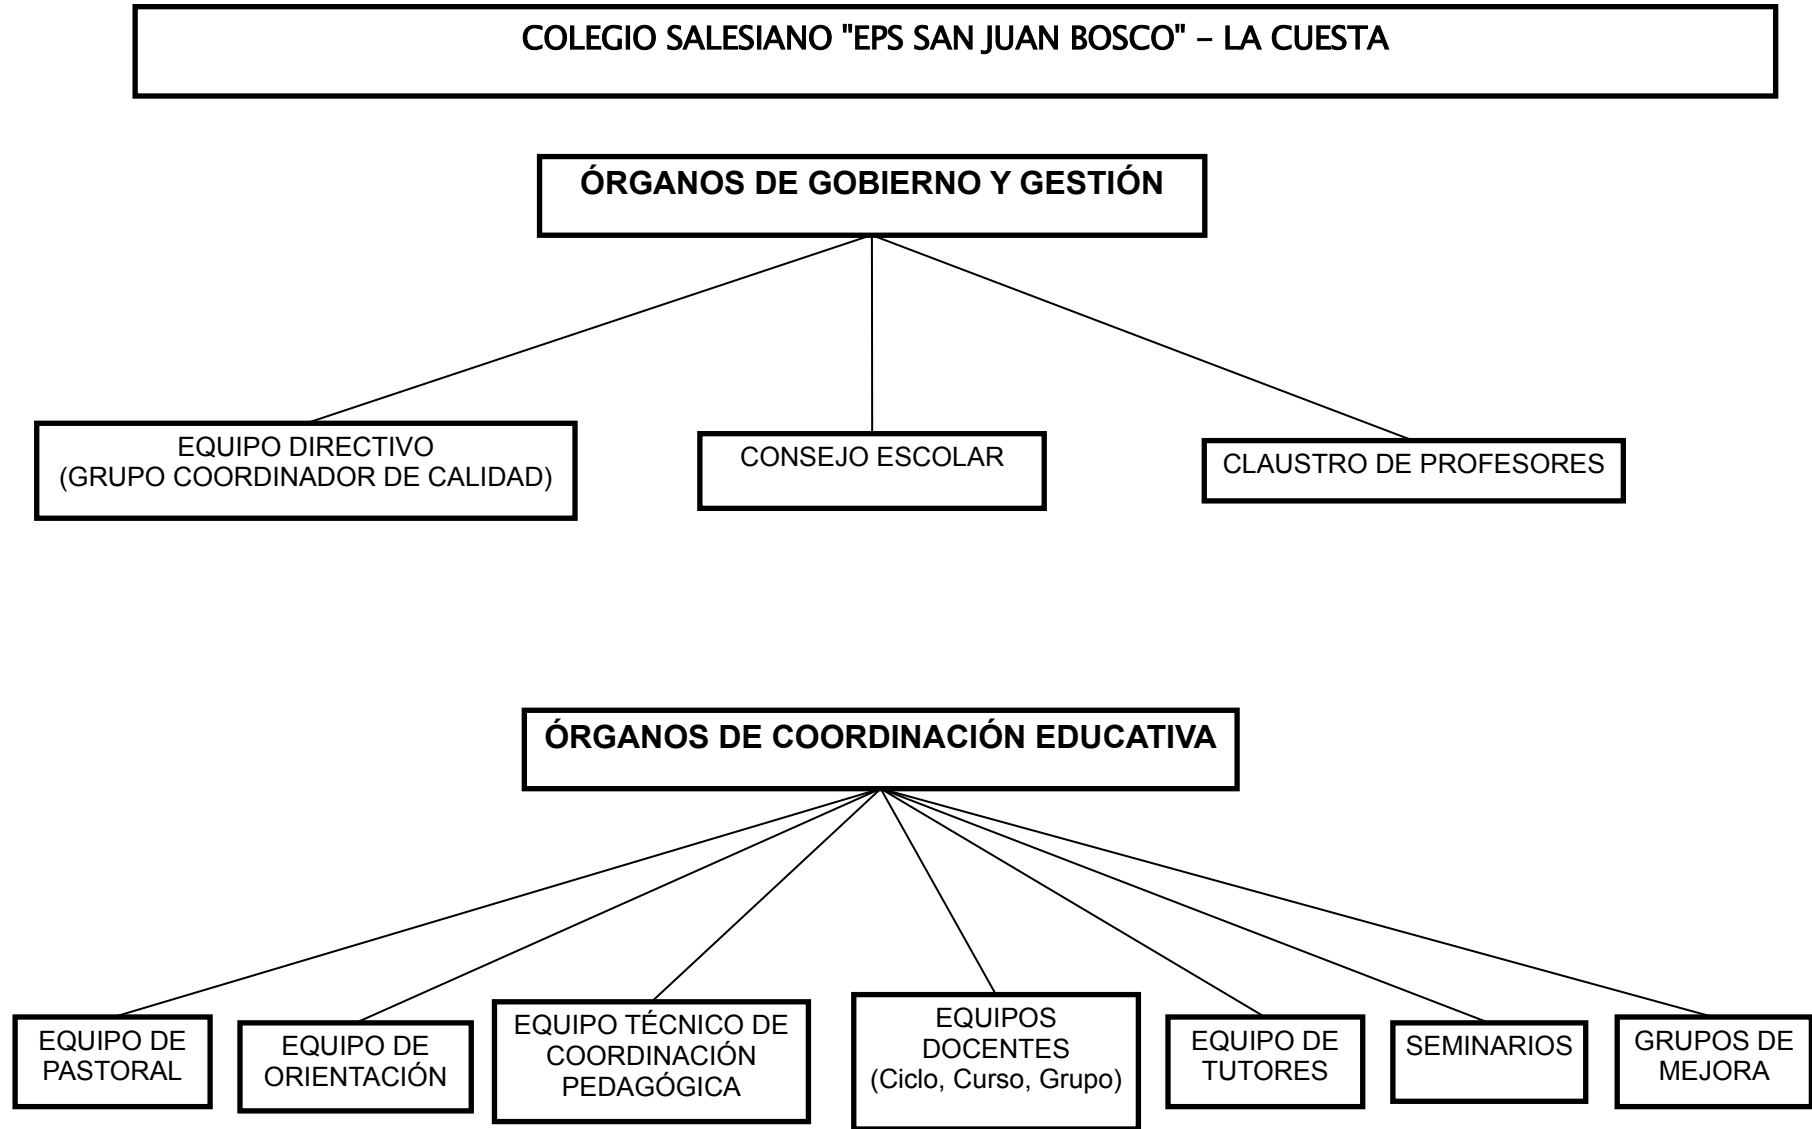 COLEGIO SALESIANO "EPS SAN JUAN BOSCO" – LA CUESTA
ÓRGANOS DE GOBIERNO Y GESTIÓN
EQUIPO DIRECTIVO
(GRUPO COORDINADOR DE CALIDAD)
CONSEJO ESCOLAR
CLAUSTRO DE PROFESORES
ÓRGANOS DE COORDINACIÓN EDUCATIVA
EQUIPO DE
PASTORAL
EQUIPO DE
ORIENTACIÓN
EQUIPO TÉCNICO DE
COORDINACIÓN
PEDAGÓGICA
EQUIPOS
DOCENTES
(Ciclo, Curso, Grupo)
EQUIPO DE
TUTORES
SEMINARIOS
GRUPOS DE
MEJORA